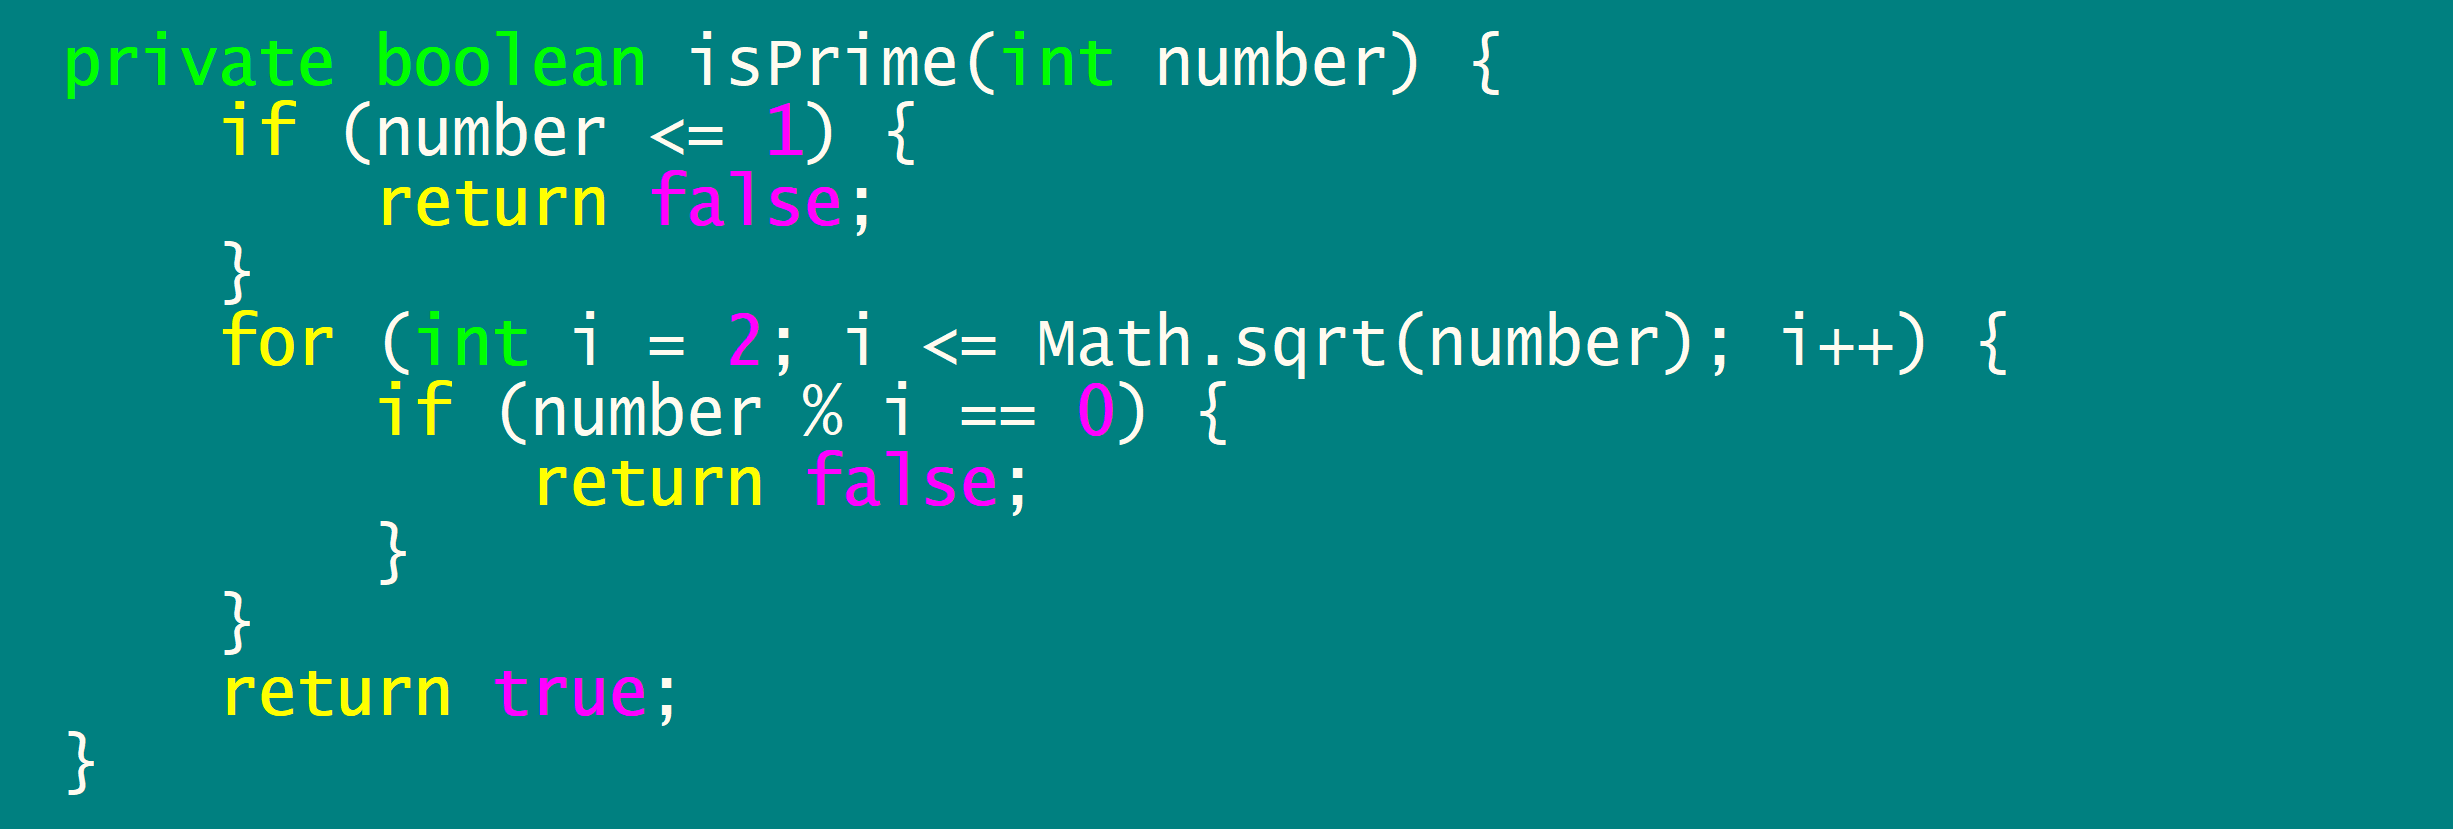 private boolean isPrime(int number) {
    if (number <= 1) {
        return false;
    }
    for (int i = 2; i <= Math.sqrt(number); i++) {
        if (number % i == 0) {
            return false;
        }
    }
    return true;
}